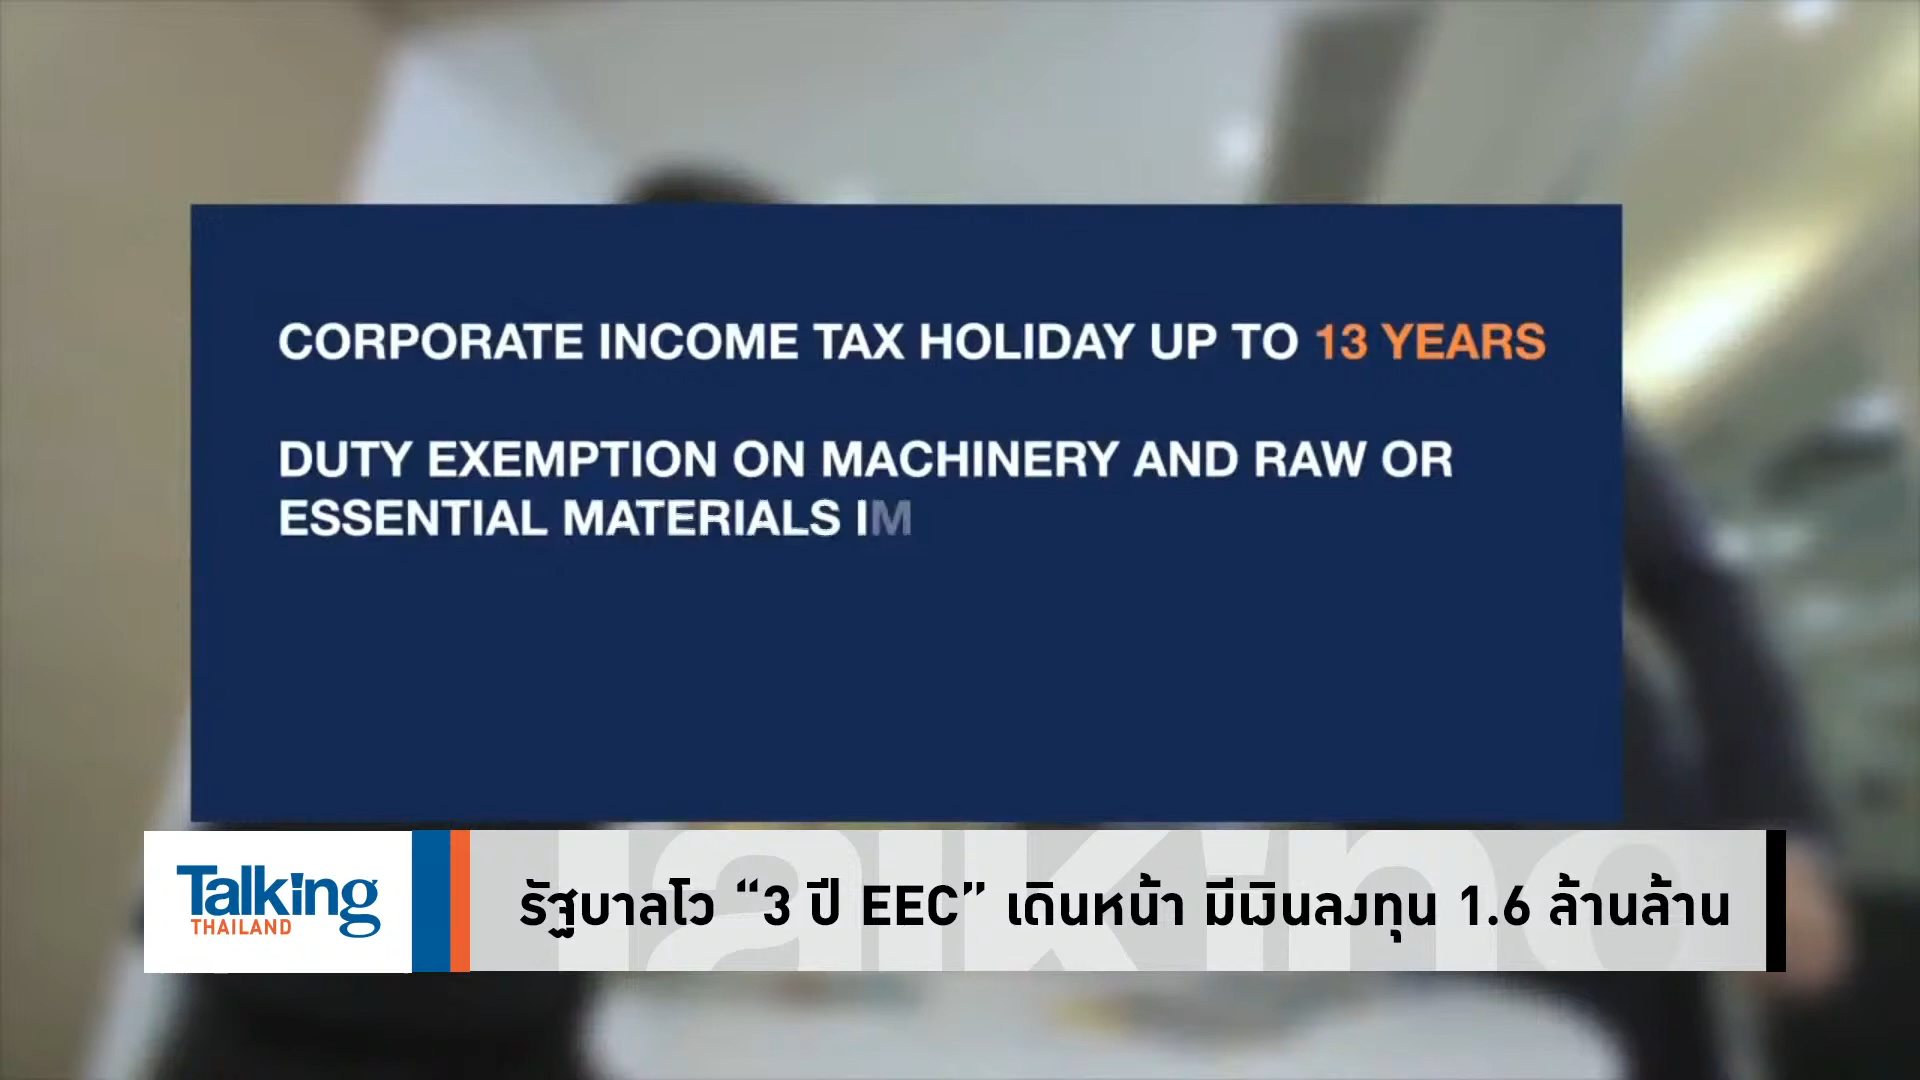 CORPORATE INCOME TAX HOLIDAY UP TO 13 YEARS
DUTY EXEMPTION ON MACHINERY AND RAW OR
ESSENTIAL MATERIALS IM
Talking
THAILAND
รัฐบาลโว “3 ปี EEC” เดินหน้า มีเงินลงทุน 1.6 ล้านล้าน